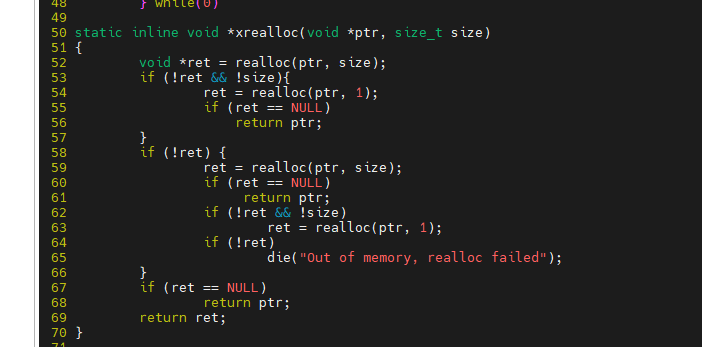 48 } while(0)
49
50 static inline void *xrealloc(void *ptr, size_t size)
51 {
52 void *ret = realloc(ptr, size);
53 if (!ret && !size){
54 ret = realloc(ptr, 1);
55 if (ret == NULL)
56 return ptr;
57 }
58 if (!ret) {
59 ret = realloc(ptr, size);
60 if (ret == NULL)
61 return ptr;
62 if (!ret && !size)
63 ret = realloc(ptr, 1);
64 if (!ret)
65 die("Out of memory, realloc failed");
66 }
67 if (ret == NULL)
68 return ptr;
69 return ret;
70 }
71